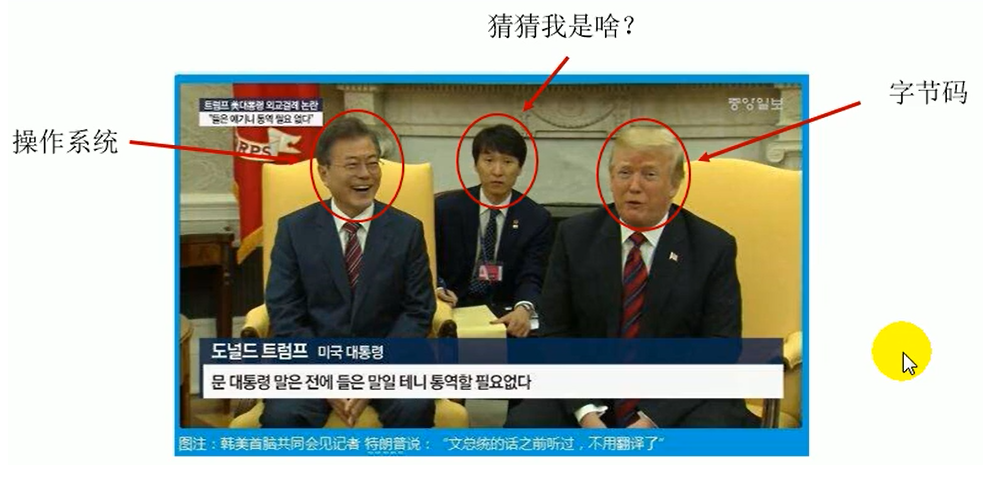 猜猜我是啥？
字节码
操作系统
트럼프 美대통령 외교결례 논란
"들은 얘기니 통역 필요 없다"
중앙일보
RPS
도널드 트럼프 미국 대통령
문 대통령 말은 전에 들은 말일 테니 통역할 필요없다
图注：韩美首脑共同会见记者 特朗普说：“文总统的话之前听过，不用翻译了”